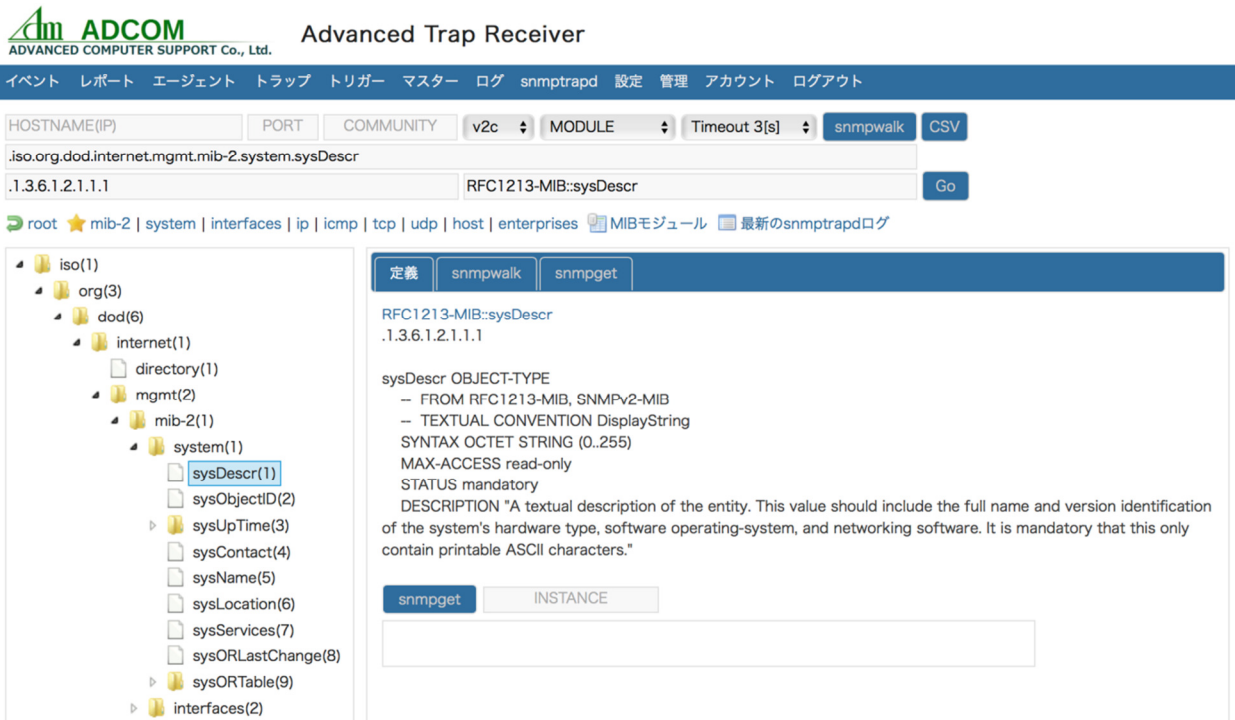 dm ADCOM
ADVANCED COMPUTER SUPPORT Co., Ltd.
Advanced Trap Receiver
イベント レポート エージェント トラップ トリガー マスター ログ snmptrapd 設定 管理 アカウント ログアウト
HOSTNAME(IP) PORT COMMUNITY v2c MODULE Timeout 3[s] snmpwalk CSV
.iso.org.dod.internet.mgmt.mib-2.system.sysDescr
.1.3.6.1.2.1.1.1 RFC1213-MIB::sysDescr Go
root mib-2 | system | interfaces | ip | icmp | tcp | udp | host | enterprises MIBモジュール 最新のsnmptrapdログ
iso(1)
org(3)
dod(6)
internet(1)
directory(1)
mgmt(2)
mib-2(1)
system(1)
sysDescr(1)
sysObjectID(2)
sysUpTime(3)
sysContact(4)
sysName(5)
sysLocation(6)
sysServices(7)
sysORLastChange(8)
sysORTable(9)
interfaces(2)
定義 snmpwalk snmpget
RFC1213-MIB::sysDescr
.1.3.6.1.2.1.1.1
sysDescr OBJECT-TYPE
-- FROM RFC1213-MIB, SNMPv2-MIB
-- TEXTUAL CONVENTION DisplayString
SYNTAX OCTET STRING (0..255)
MAX-ACCESS read-only
STATUS mandatory
DESCRIPTION "A textual description of the entity. This value should include the full name and version identification
of the system's hardware type, software operating-system, and networking software. It is mandatory that this only
contain printable ASCII characters."
snmpget INSTANCE